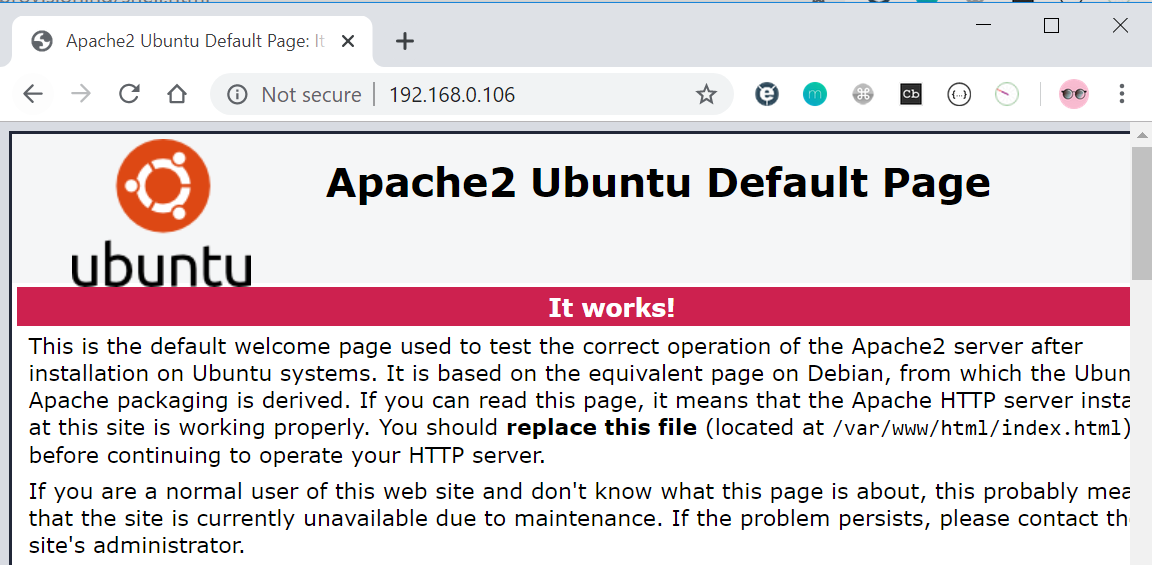 Apache2 Ubuntu Default Page: It
Not secure | 192.168.0.106
Cb
{...}
m
ubuntu
Apache2 Ubuntu Default Page
It works!
This is the default welcome page used to test the correct operation of the Apache2 server after
installation on Ubuntu systems. It is based on the equivalent page on Debian, from which the Ubun
Apache packaging is derived. If you can read this page, it means that the Apache HTTP server insta
at this site is working properly. You should replace this file (located at /var/www/html/index.html)
before continuing to operate your HTTP server.
If you are a normal user of this web site and don't know what this page is about, this probably mea
that the site is currently unavailable due to maintenance. If the problem persists, please contact th
site's administrator.